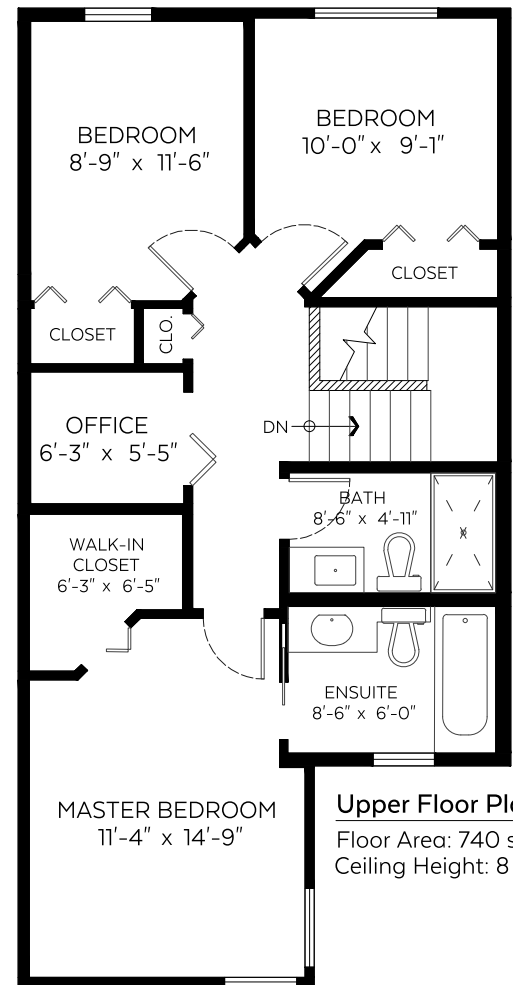 BEDROOM
8'-9" x 11'-6"
BEDROOM
10'-0" x 9'-1"
CLOSET
CLOSET
CLO.
OFFICE
6'-3" x 5'-5"
DN
BATH
8'-6" x 4'-11"
WALK-IN
CLOSET
6'-3" x 6'-5"
ENSUITE
8'-6" x 6'-0"
MASTER BEDROOM
11'-4" x 14'-9"
Upper Floor
Floor Area: 740
Ceiling Height: 8